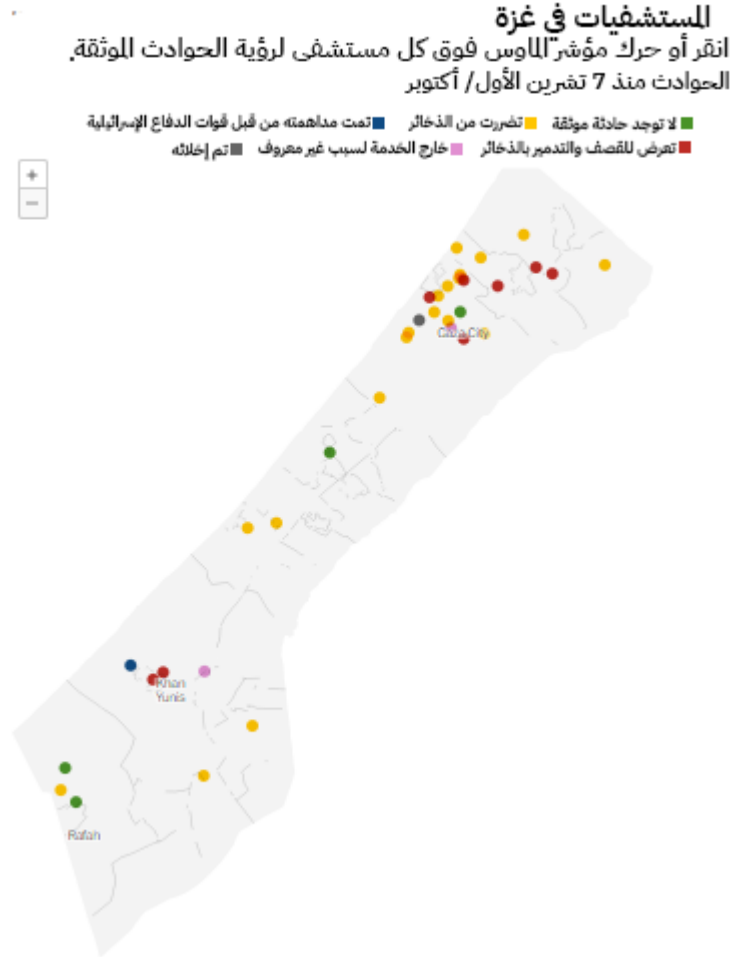 المستشفيات في غزة
انقر أو حرك مؤشر الماوس فوق كل مستشفى لرؤية الحوادث الموثقة.
الحوادث منذ 7 تشرين الأول/ أكتوبر
لا توجد حادثة موثقة تضررت من الذخائر تمت مداهمته من قبل قوات الدفاع الإسرائيلية
تعرض للقصف والتدمير بالذخائر خارج الخدمة لسبب غير معروف تم إخلائه
+
−
Gaza City
Khan
Yunis
Rafah